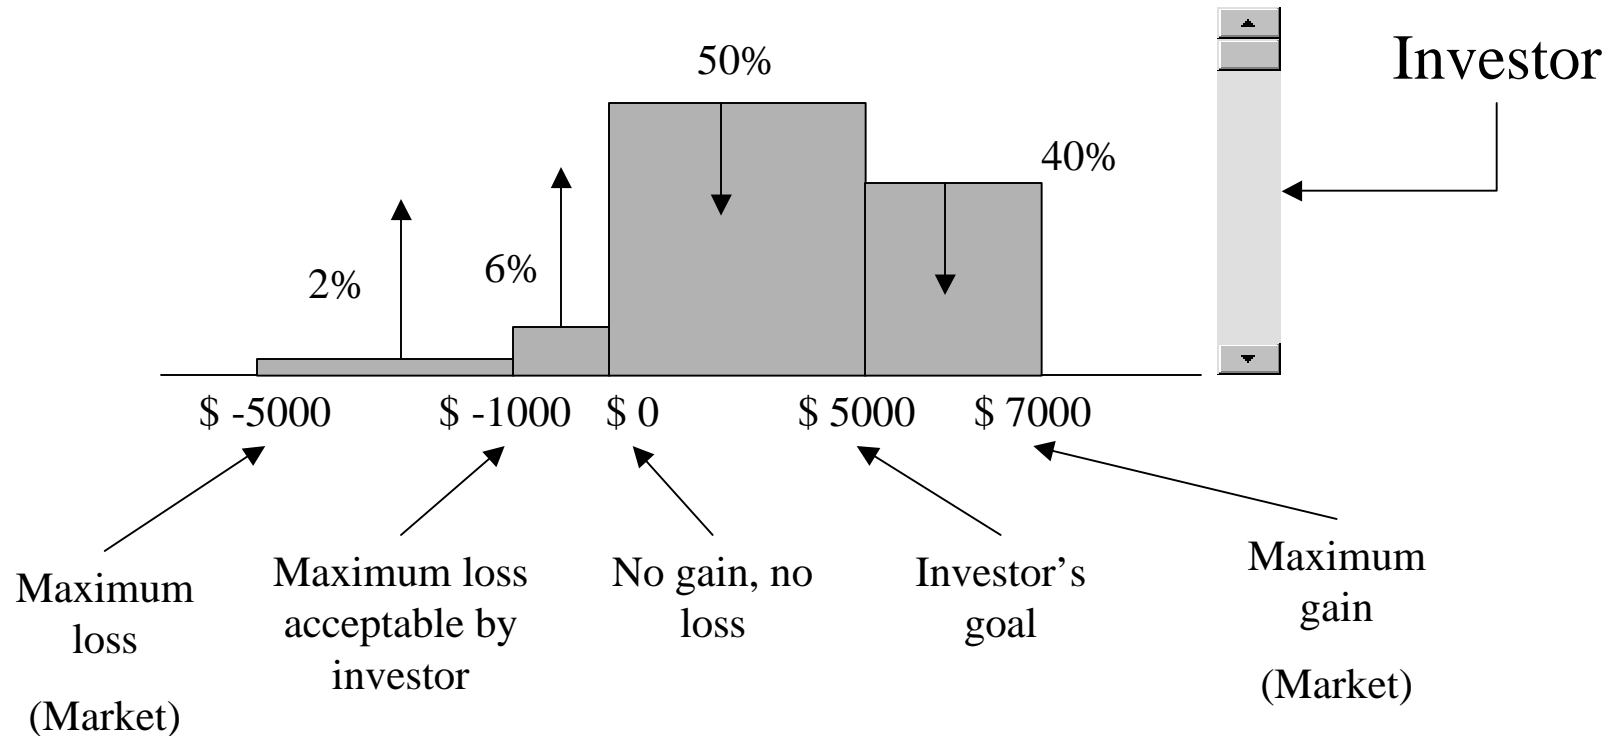 50%
Investor
40%
6%
2%
$ -5000
$ -1000
$ 0
$ 5000
$ 7000
Maximum
loss
(Market)
Maximum loss
acceptable by
investor
No gain, no
loss
Investor’s
goal
Maximum
gain
(Market)